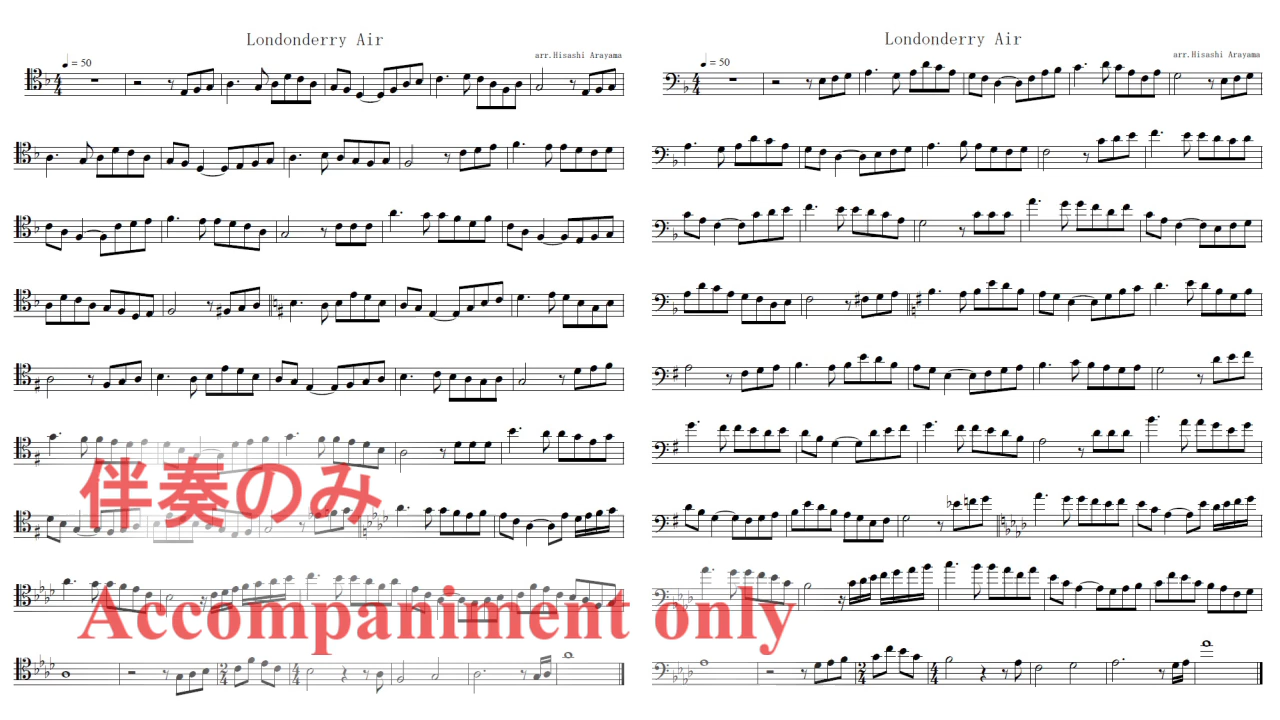 Londonderry Air
arr.Hisashi Arayama
= 50
Londonderry Air
arr.Hisashi Arayama
= 50
伴奏のみ
Accompaniment only